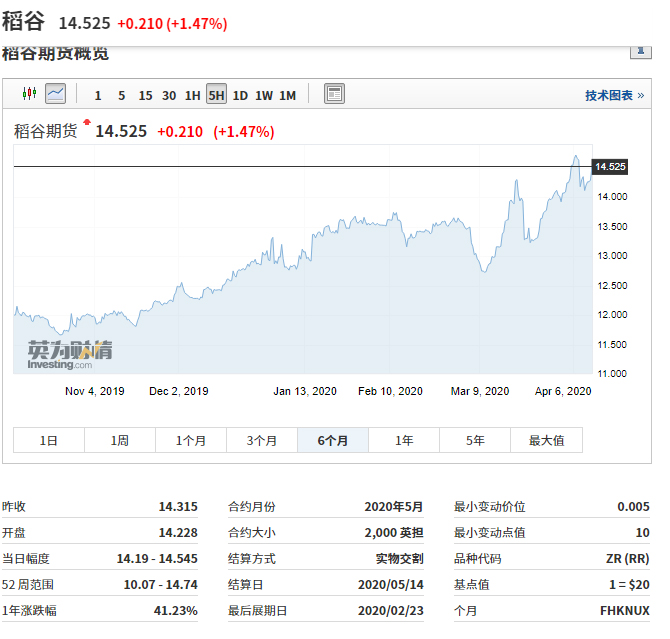 稻谷 14.525 +0.210 (+1.47%)
稻谷期货概览
1 5 15 30 1H 5H 1D 1W 1M 技术图表 »
稻谷期货 14.525 +0.210 (+1.47%)
14.525
14.000
13.500
13.000
12.500
12.000
11.500
11.000
英为财情
Investing.com
Nov 4, 2019 Dec 2, 2019 Jan 13, 2020 Feb 10, 2020 Mar 9, 2020 Apr 6, 2020
1日 1周 1个月 3个月 6个月 1年 5年 最大值
昨收 14.315 合约月份 2020年5月 最小变动价位 0.005
开盘 14.228 合约大小 2,000 英担 最小变动点值 10
当日幅度 14.19 - 14.545 结算方式 实物交割 品种代码 ZR (RR)
52 周范围 10.07 - 14.74 结算日 2020/05/14 基点值 1 = $20
1年涨跌幅 41.23% 最后展期日 2020/02/23 个月 FHKNUX